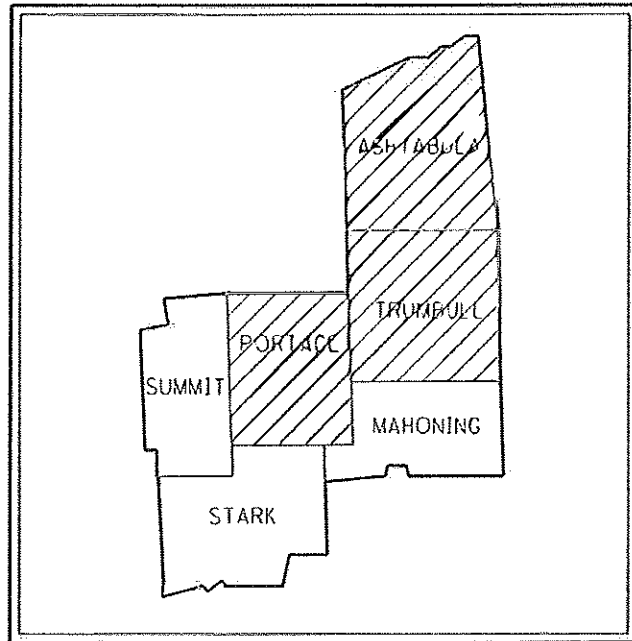 ASHTABULA
TRUMBULL
PORTAGE
SUMMIT
MAHONING
STARK